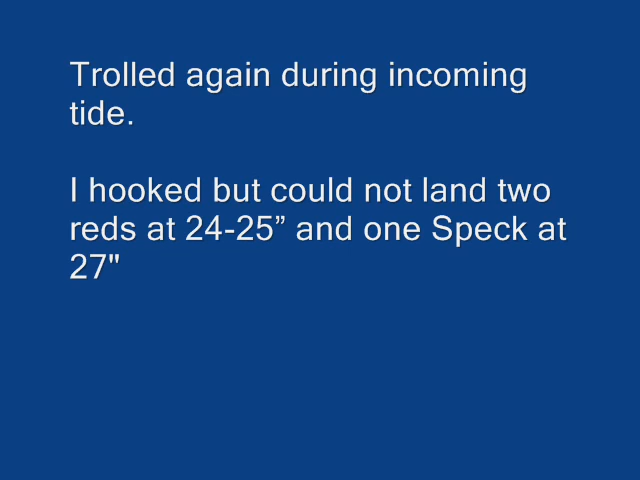 Trolled again during incoming
tide.
I hooked but could not land two
reds at 24-25” and one Speck at
27"